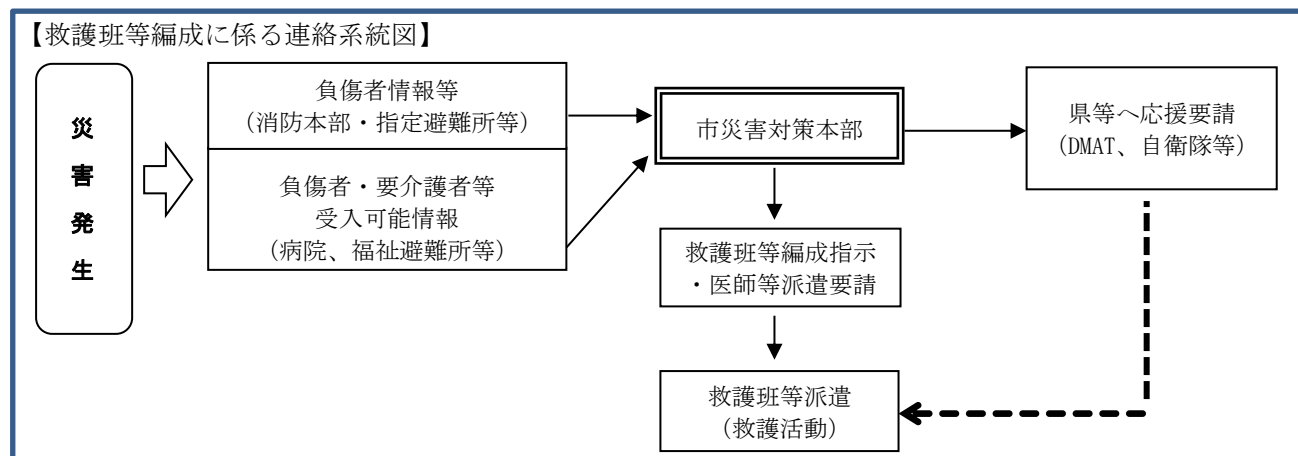 【救護班等編成に係る連絡系統図】
災
害
発
生
負傷者情報等
（消防本部・指定避難所等）
負傷者・要介護者等
受入可能情報
（病院、福祉避難所等）
市災害対策本部
県等へ応援要請
（DMAT、自衛隊等）
救護班等編成指示
・医師等派遣要請
救護班等派遣
（救護活動）